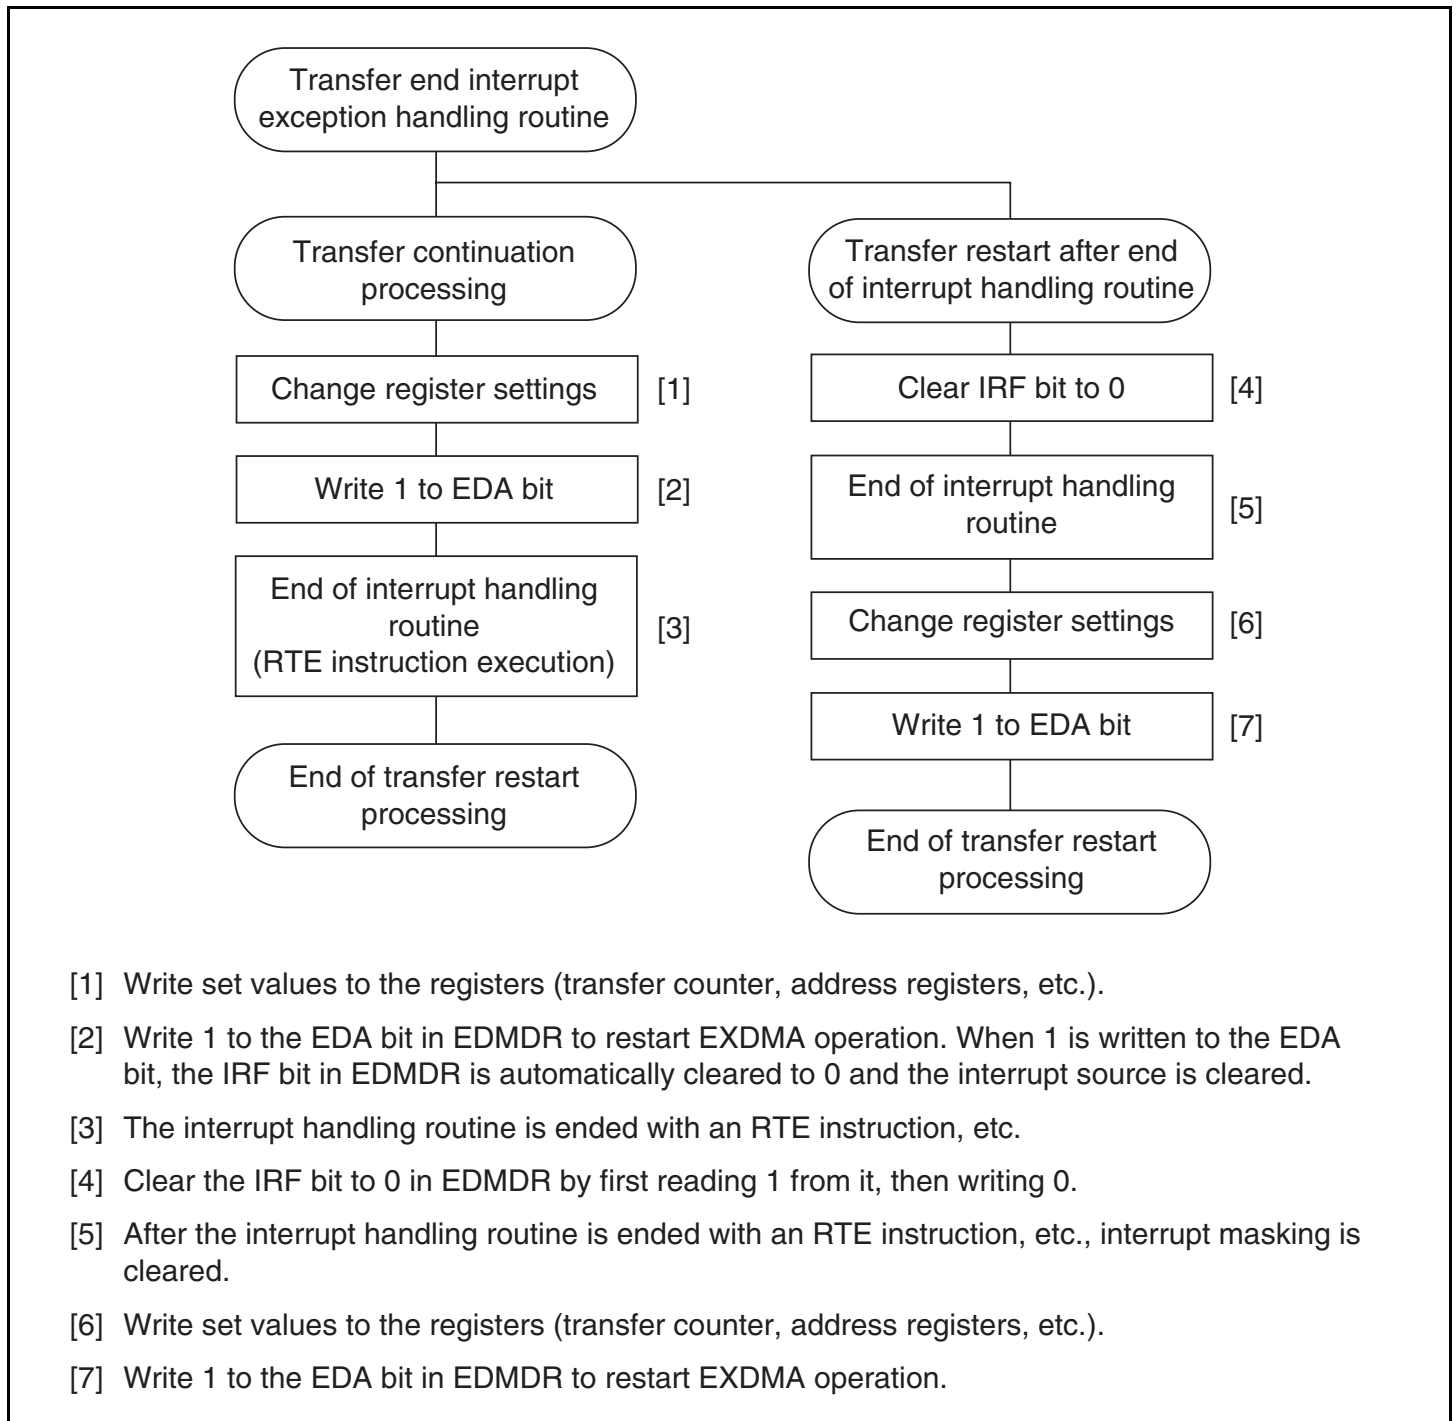 Transfer end interrupt
exception handling routine
Transfer continuation
processing
Change register settings [1]
Write 1 to EDA bit [2]
End of interrupt handling
routine
(RTE instruction execution) [3]
End of transfer restart
processing
Transfer restart after end
of interrupt handling routine
Clear IRF bit to 0 [4]
End of interrupt handling
routine [5]
Change register settings [6]
Write 1 to EDA bit [7]
End of transfer restart
processing
[1] Write set values to the registers (transfer counter, address registers, etc.).
[2] Write 1 to the EDA bit in EDMDR to restart EXDMA operation. When 1 is written to the EDA
bit, the IRF bit in EDMDR is automatically cleared to 0 and the interrupt source is cleared.
[3] The interrupt handling routine is ended with an RTE instruction, etc.
[4] Clear the IRF bit to 0 in EDMDR by first reading 1 from it, then writing 0.
[5] After the interrupt handling routine is ended with an RTE instruction, etc., interrupt masking is
cleared.
[6] Write set values to the registers (transfer counter, address registers, etc.).
[7] Write 1 to the EDA bit in EDMDR to restart EXDMA operation.